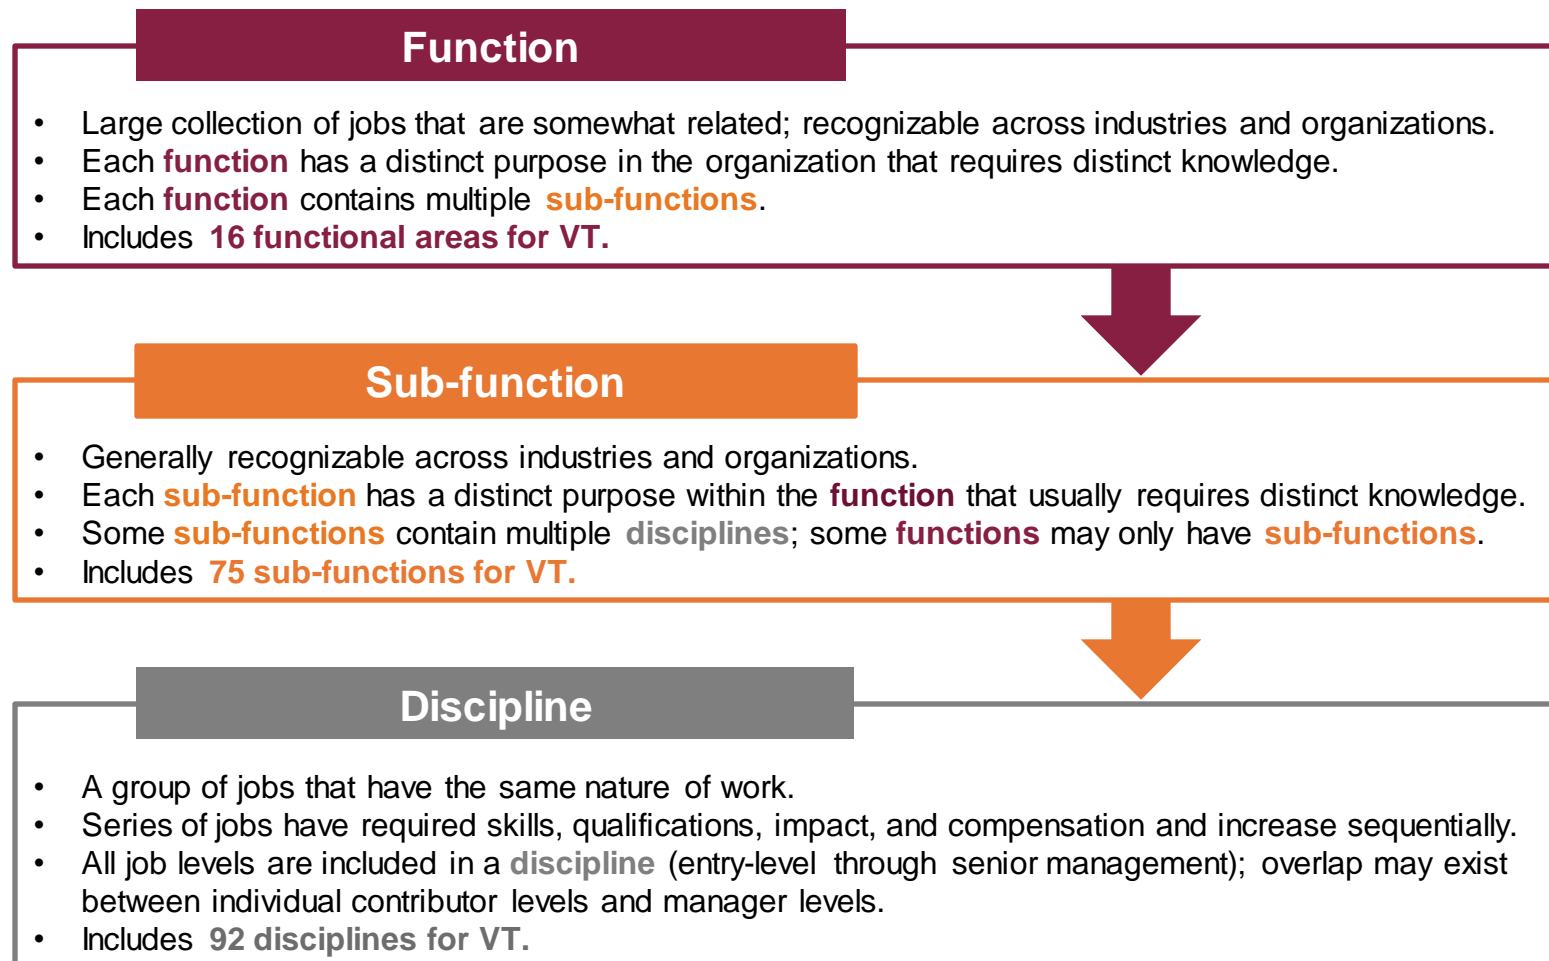 Function
• Large collection of jobs that are somewhat related; recognizable across industries and organizations.
• Each function has a distinct purpose in the organization that requires distinct knowledge.
• Each function contains multiple sub-functions.
• Includes 16 functional areas for VT.
Sub-function
• Generally recognizable across industries and organizations.
• Each sub-function has a distinct purpose within the function that usually requires distinct knowledge.
• Some sub-functions contain multiple disciplines; some functions may only have sub-functions.
• Includes 75 sub-functions for VT.
Discipline
• A group of jobs that have the same nature of work.
• Series of jobs have required skills, qualifications, impact, and compensation and increase sequentially.
• All job levels are included in a discipline (entry-level through senior management); overlap may exist
between individual contributor levels and manager levels.
• Includes 92 disciplines for VT.